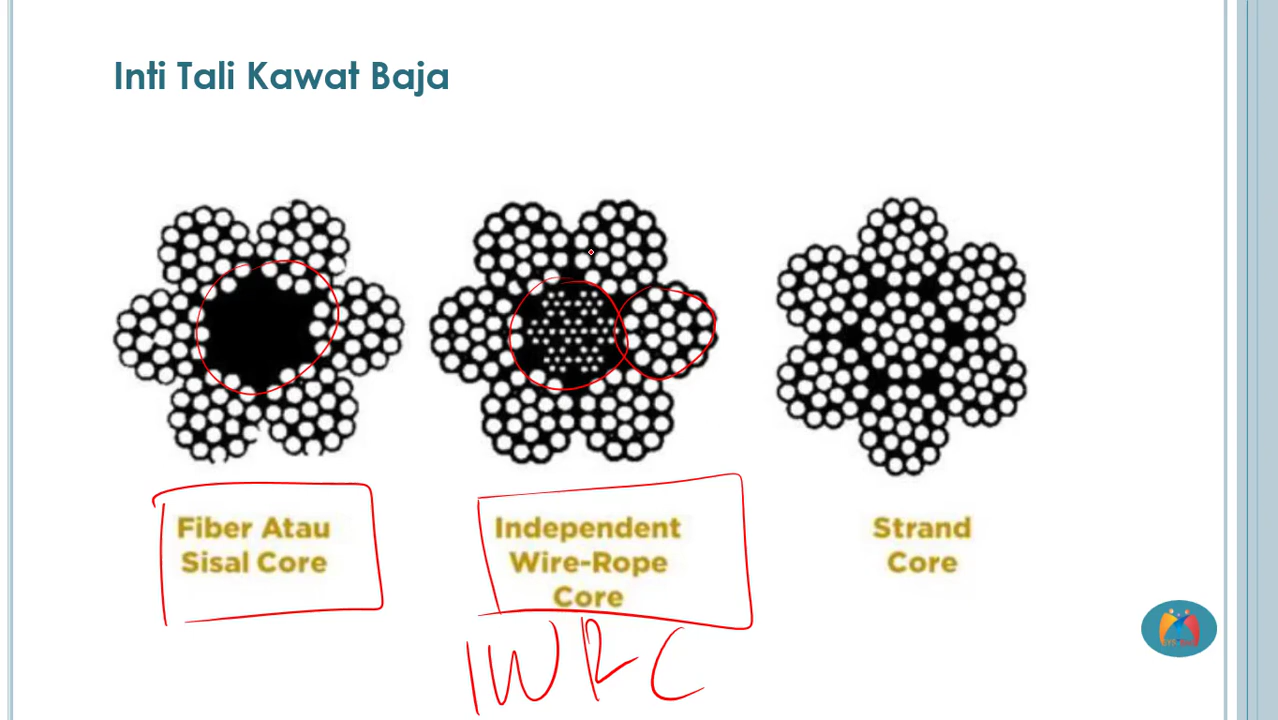 Inti Tali Kawat Baja
Fiber Atau
Sisal Core
Independent
Wire-Rope
Core
Strand
Core
IWRC